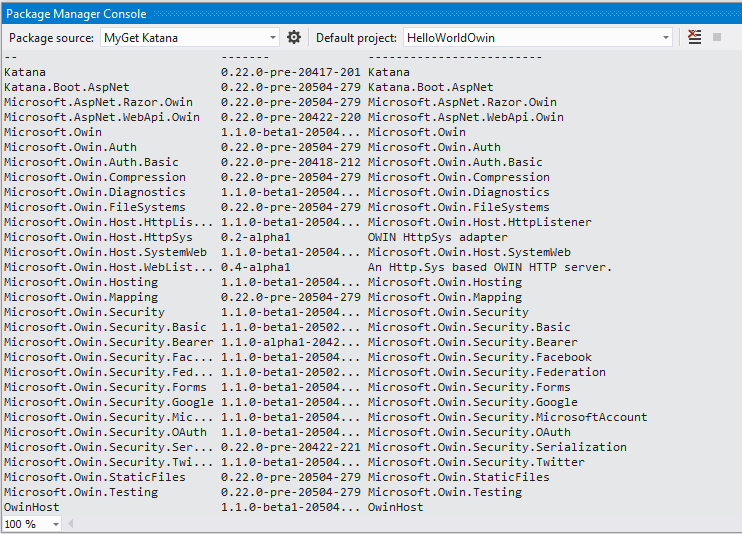 Package Manager Console
Package source: MyGet Katana Default project: HelloWorldOwin
-- ------- -------------------------
Katana 0.22.0-pre-20417-201 Katana
Katana.Boot.AspNet 0.22.0-pre-20504-279 Katana.Boot.AspNet
Microsoft.AspNet.Razor.Owin 0.22.0-pre-20504-279 Microsoft.AspNet.Razor.Owin
Microsoft.AspNet.WebApi.Owin 0.22.0-pre-20422-220 Microsoft.AspNet.WebApi.Owin
Microsoft.Owin 1.1.0-beta1-20504... Microsoft.Owin
Microsoft.Owin.Auth 0.22.0-pre-20504-279 Microsoft.Owin.Auth
Microsoft.Owin.Auth.Basic 0.22.0-pre-20418-212 Microsoft.Owin.Auth.Basic
Microsoft.Owin.Compression 0.22.0-pre-20504-279 Microsoft.Owin.Compression
Microsoft.Owin.Diagnostics 1.1.0-beta1-20504... Microsoft.Owin.Diagnostics
Microsoft.Owin.FileSystems 0.22.0-pre-20504-279 Microsoft.Owin.FileSystems
Microsoft.Owin.Host.HttpLis... 1.1.0-beta1-20504... Microsoft.Owin.Host.HttpListener
Microsoft.Owin.Host.HttpSys 0.2-alpha1 OWIN HttpSys adapter
Microsoft.Owin.Host.SystemWeb 1.1.0-beta1-20504... Microsoft.Owin.Host.SystemWeb
Microsoft.Owin.Host.WebList... 0.4-alpha1 An Http.Sys based OWIN HTTP server.
Microsoft.Owin.Hosting 1.1.0-beta1-20504... Microsoft.Owin.Hosting
Microsoft.Owin.Mapping 0.22.0-pre-20504-279 Microsoft.Owin.Mapping
Microsoft.Owin.Security 1.1.0-beta1-20504... Microsoft.Owin.Security
Microsoft.Owin.Security.Basic 1.1.0-beta1-20502... Microsoft.Owin.Security.Basic
Microsoft.Owin.Security.Bearer 1.1.0-alpha1-2042... Microsoft.Owin.Security.Bearer
Microsoft.Owin.Security.Fac... 1.1.0-beta1-20504... Microsoft.Owin.Security.Facebook
Microsoft.Owin.Security.Fed... 1.1.0-beta1-20502... Microsoft.Owin.Security.Federation
Microsoft.Owin.Security.Forms 1.1.0-beta1-20504... Microsoft.Owin.Security.Forms
Microsoft.Owin.Security.Google 1.1.0-beta1-20504... Microsoft.Owin.Security.Google
Microsoft.Owin.Security.Mic... 1.1.0-beta1-20504... Microsoft.Owin.Security.MicrosoftAccount
Microsoft.Owin.Security.OAuth 1.1.0-beta1-20504... Microsoft.Owin.Security.OAuth
Microsoft.Owin.Security.Ser... 0.22.0-pre-20422-221 Microsoft.Owin.Security.Serialization
Microsoft.Owin.Security.Twi... 1.1.0-beta1-20504... Microsoft.Owin.Security.Twitter
Microsoft.Owin.StaticFiles 0.22.0-pre-20504-279 Microsoft.Owin.StaticFiles
Microsoft.Owin.Testing 0.22.0-pre-20504-279 Microsoft.Owin.Testing
OwinHost 1.1.0-beta1-20504... OwinHost
100 %